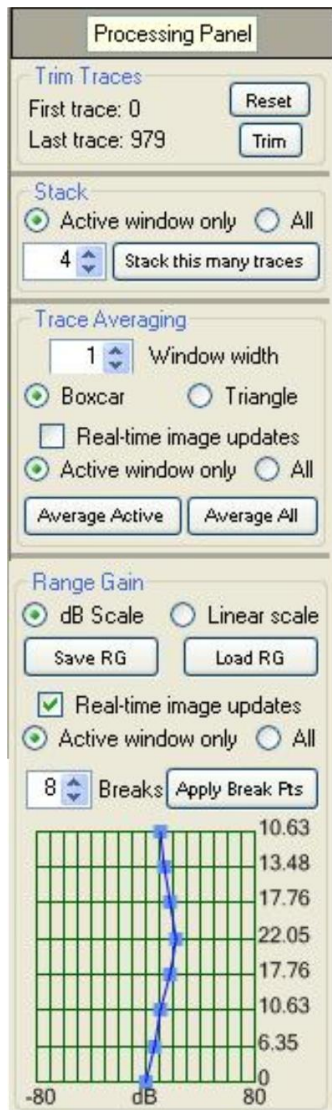 Processing Panel
Trim Traces
First trace: 0
Reset
Last trace: 979
Trim
Stack
Active window only All
4 Stack this many traces
Trace Averaging
1 Window width
Boxcar Triangle
Real-time image updates
Active window only All
Average Active Average All
Range Gain
dB Scale Linear scale
Save RG Load RG
Real-time image updates
Active window only All
8 Breaks Apply Break Pts
10.63
13.48
17.76
22.05
17.76
10.63
6.35
0
-80 dB 80